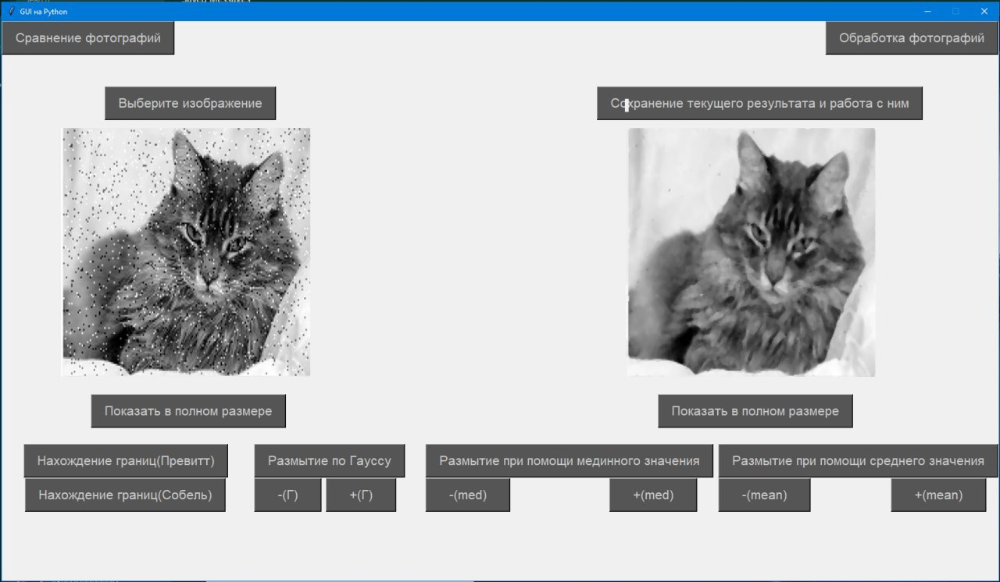 GUI на Python
Сравнение фотографий
Обработка фотографий
Выберите изображение
Сохранение текущего результата и работа с ним
Показать в полном размере
Показать в полном размере
Нахождение границ(Превитт)
Размытие по Гауссу
Размытие при помощи мединного значения
Размытие при помощи среднего значения
Нахождение границ(Собель)
-(Г)
+(Г)
-(med)
+(med)
-(mean)
+(mean)